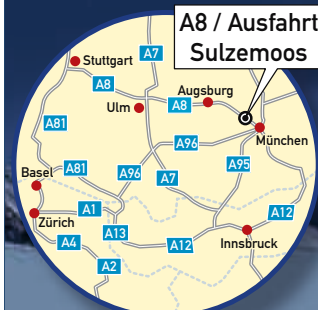 A8 / Ausfahrt
Sulzemoos
A7
Stuttgart
A8
Augsburg
Ulm
A8
A81
München
A96
A95
A81
A96
A7
Basel
A1
A12
Zürich
A13
A4
A12
Innsbruck
A2